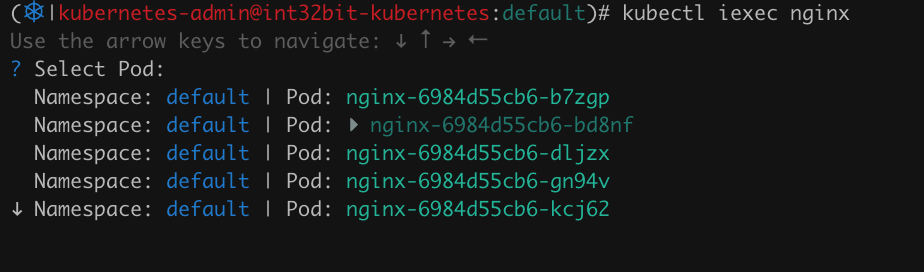 (⎈|kubernetes-admin@int32bit-kubernetes:default)# kubectl iexec nginx
Use the arrow keys to navigate: ↓ ↑ → ←
? Select Pod:
Namespace: default | Pod: nginx-6984d55cb6-b7zgp
Namespace: default | Pod: ▸ nginx-6984d55cb6-bd8nf
Namespace: default | Pod: nginx-6984d55cb6-dljzx
Namespace: default | Pod: nginx-6984d55cb6-gn94v
↓ Namespace: default | Pod: nginx-6984d55cb6-kcj62